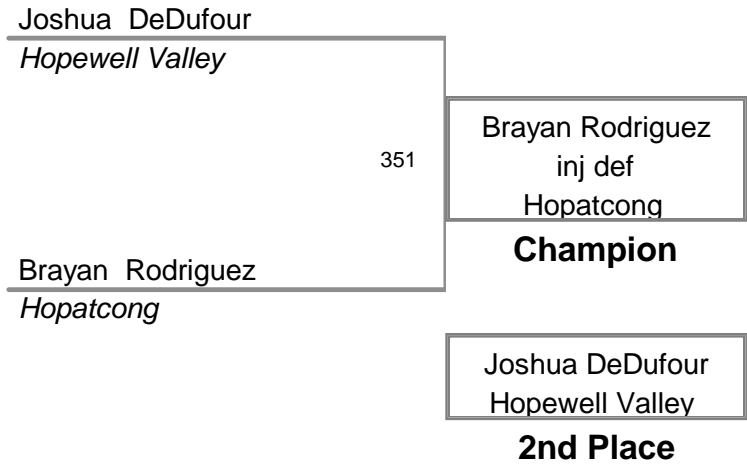 Joshua DeDufour
Hopewell Valley
351
Brayan Rodriguez
inj def
Hopatcong
Champion
Brayan Rodriguez
Hopatcong
Joshua DeDufour
Hopewell Valley
2nd Place